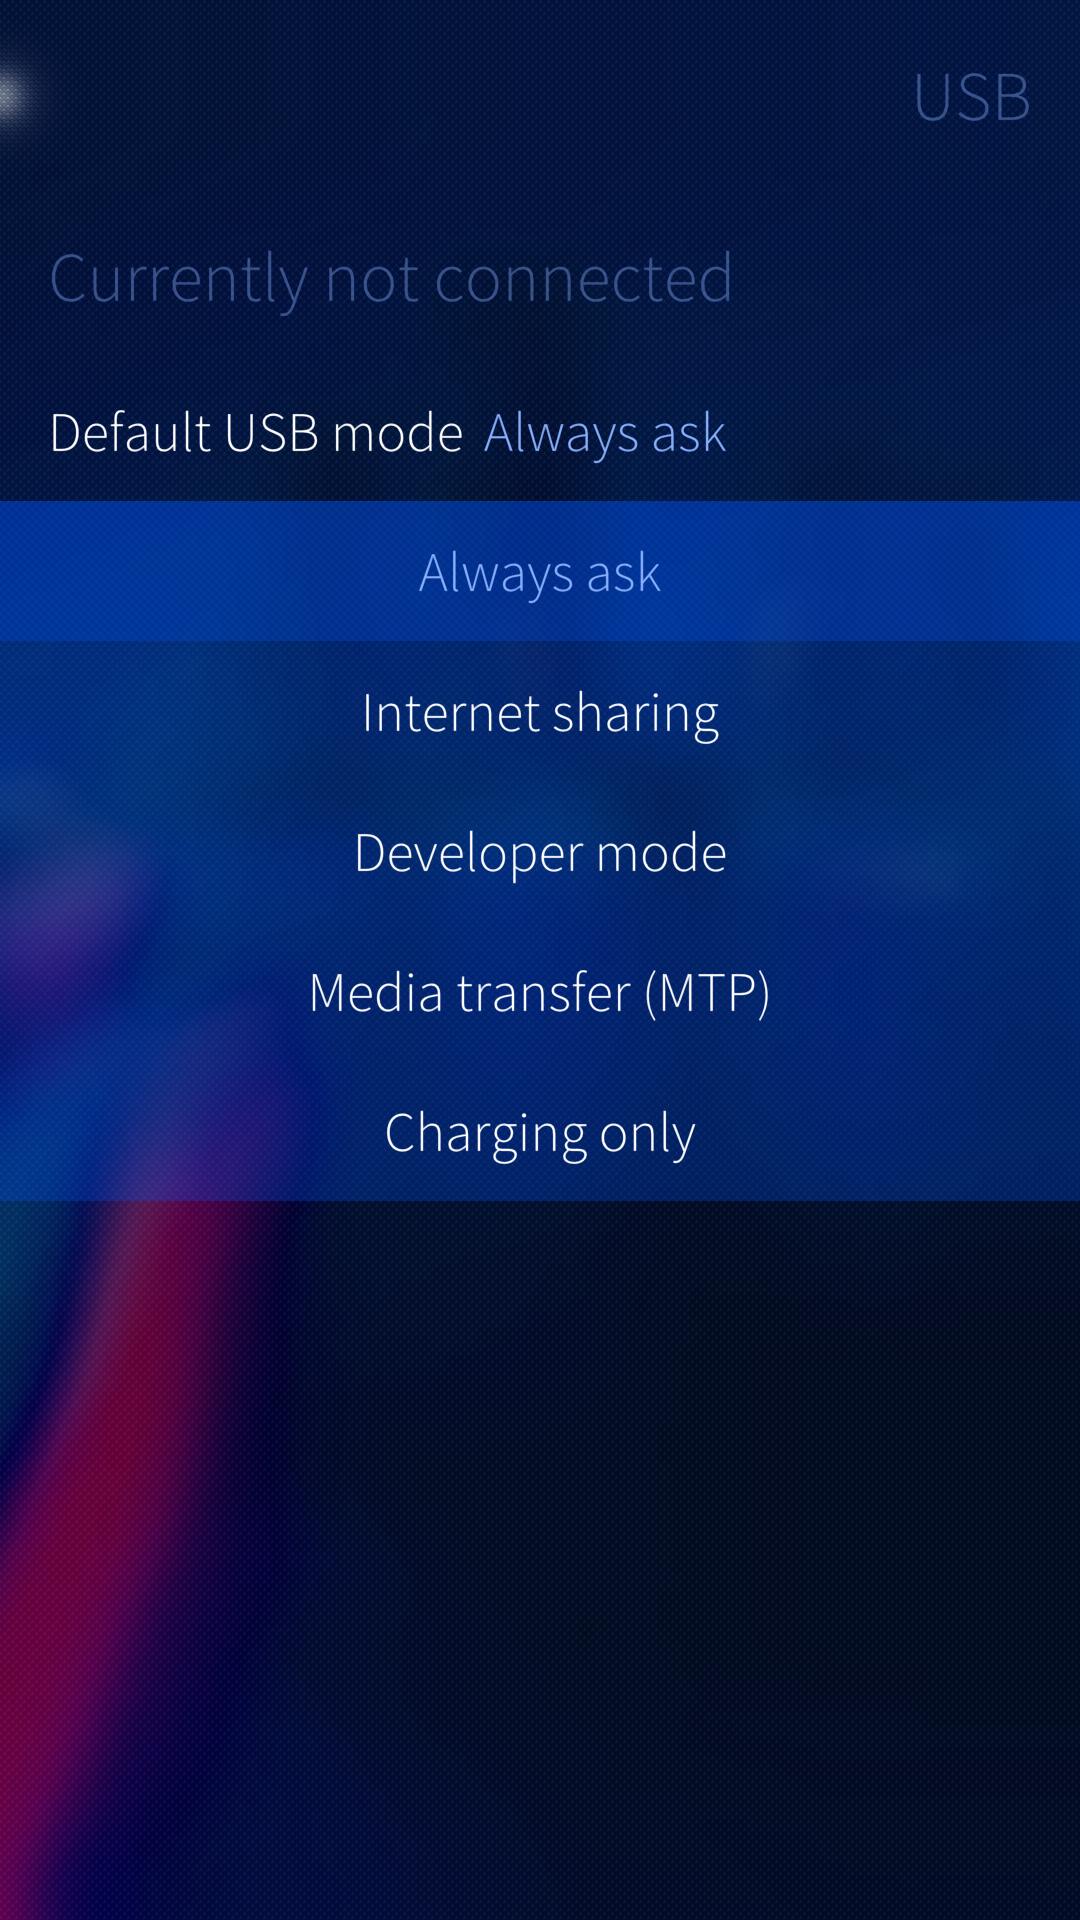 USB
Currently not connected
Default USB mode Always ask
Always ask
Internet sharing
Developer mode
Media transfer (MTP)
Charging only